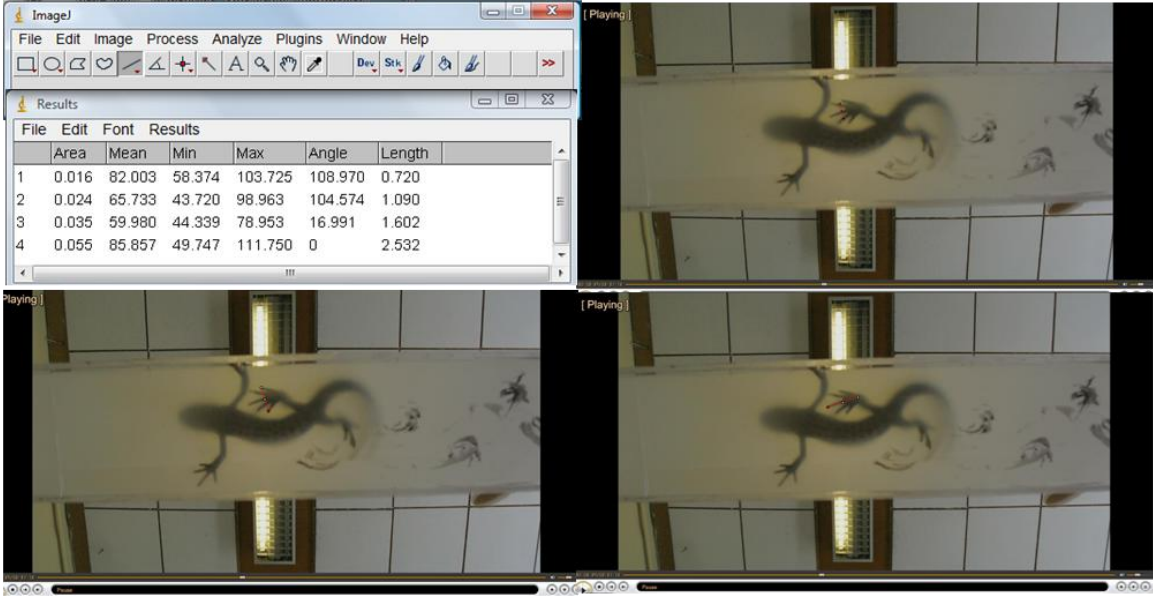 ImageJ
File Edit Image Process Analyze Plugins Window Help
Dev Stk >>
Results
File Edit Font Results
Area Mean Min Max Angle Length
1 0.016 82.003 58.374 103.725 108.970 0.720
2 0.024 65.733 43.720 98.963 104.574 1.090
3 0.035 59.980 44.339 78.953 16.991 1.602
4 0.055 85.857 49.747 111.750 0 2.532
[ Playing ]
Playing ]
[ Playing ]
Pause
Pause